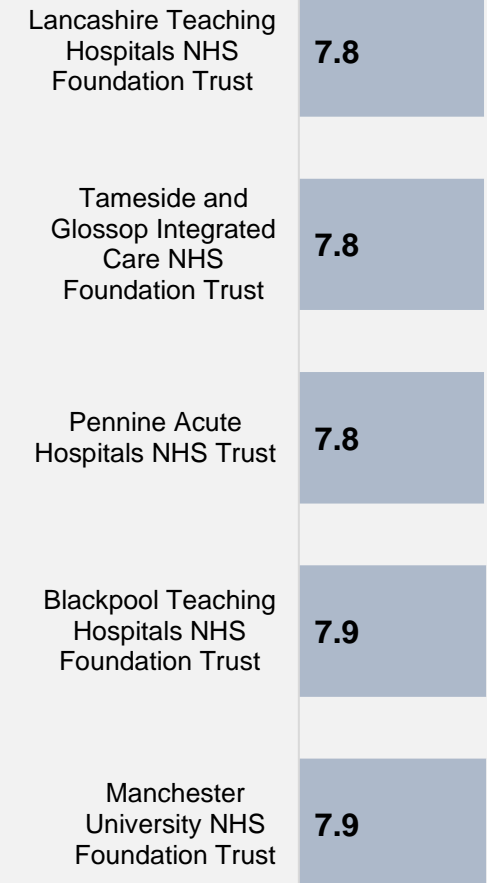 Lancashire Teaching
Hospitals NHS
Foundation Trust
7.8
Tameside and
Glossop Integrated
Care NHS
Foundation Trust
7.8
Pennine Acute
Hospitals NHS Trust
7.8
Blackpool Teaching
Hospitals NHS
Foundation Trust
7.9
Manchester
University NHS
Foundation Trust
7.9